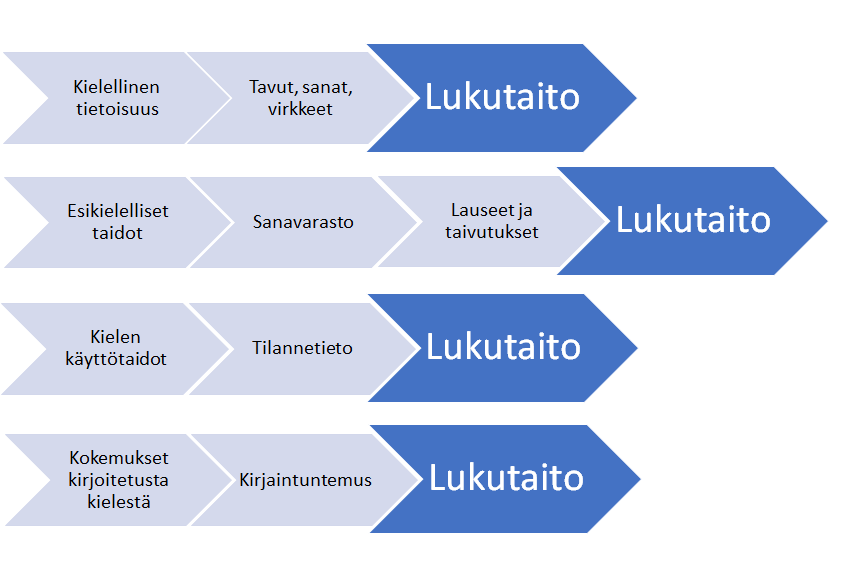 Kielellinen
tietoisuus
Tavut, sanat,
virkkeet
Lukutaito
Esikielelliset
taidot
Sanavarasto
Lauseet ja
taivutukset
Lukutaito
Kielen
käyttötaidot
Tilannetieto
Lukutaito
Kokemukset
kirjoitetusta
kielestä
Kirjaintuntemus
Lukutaito